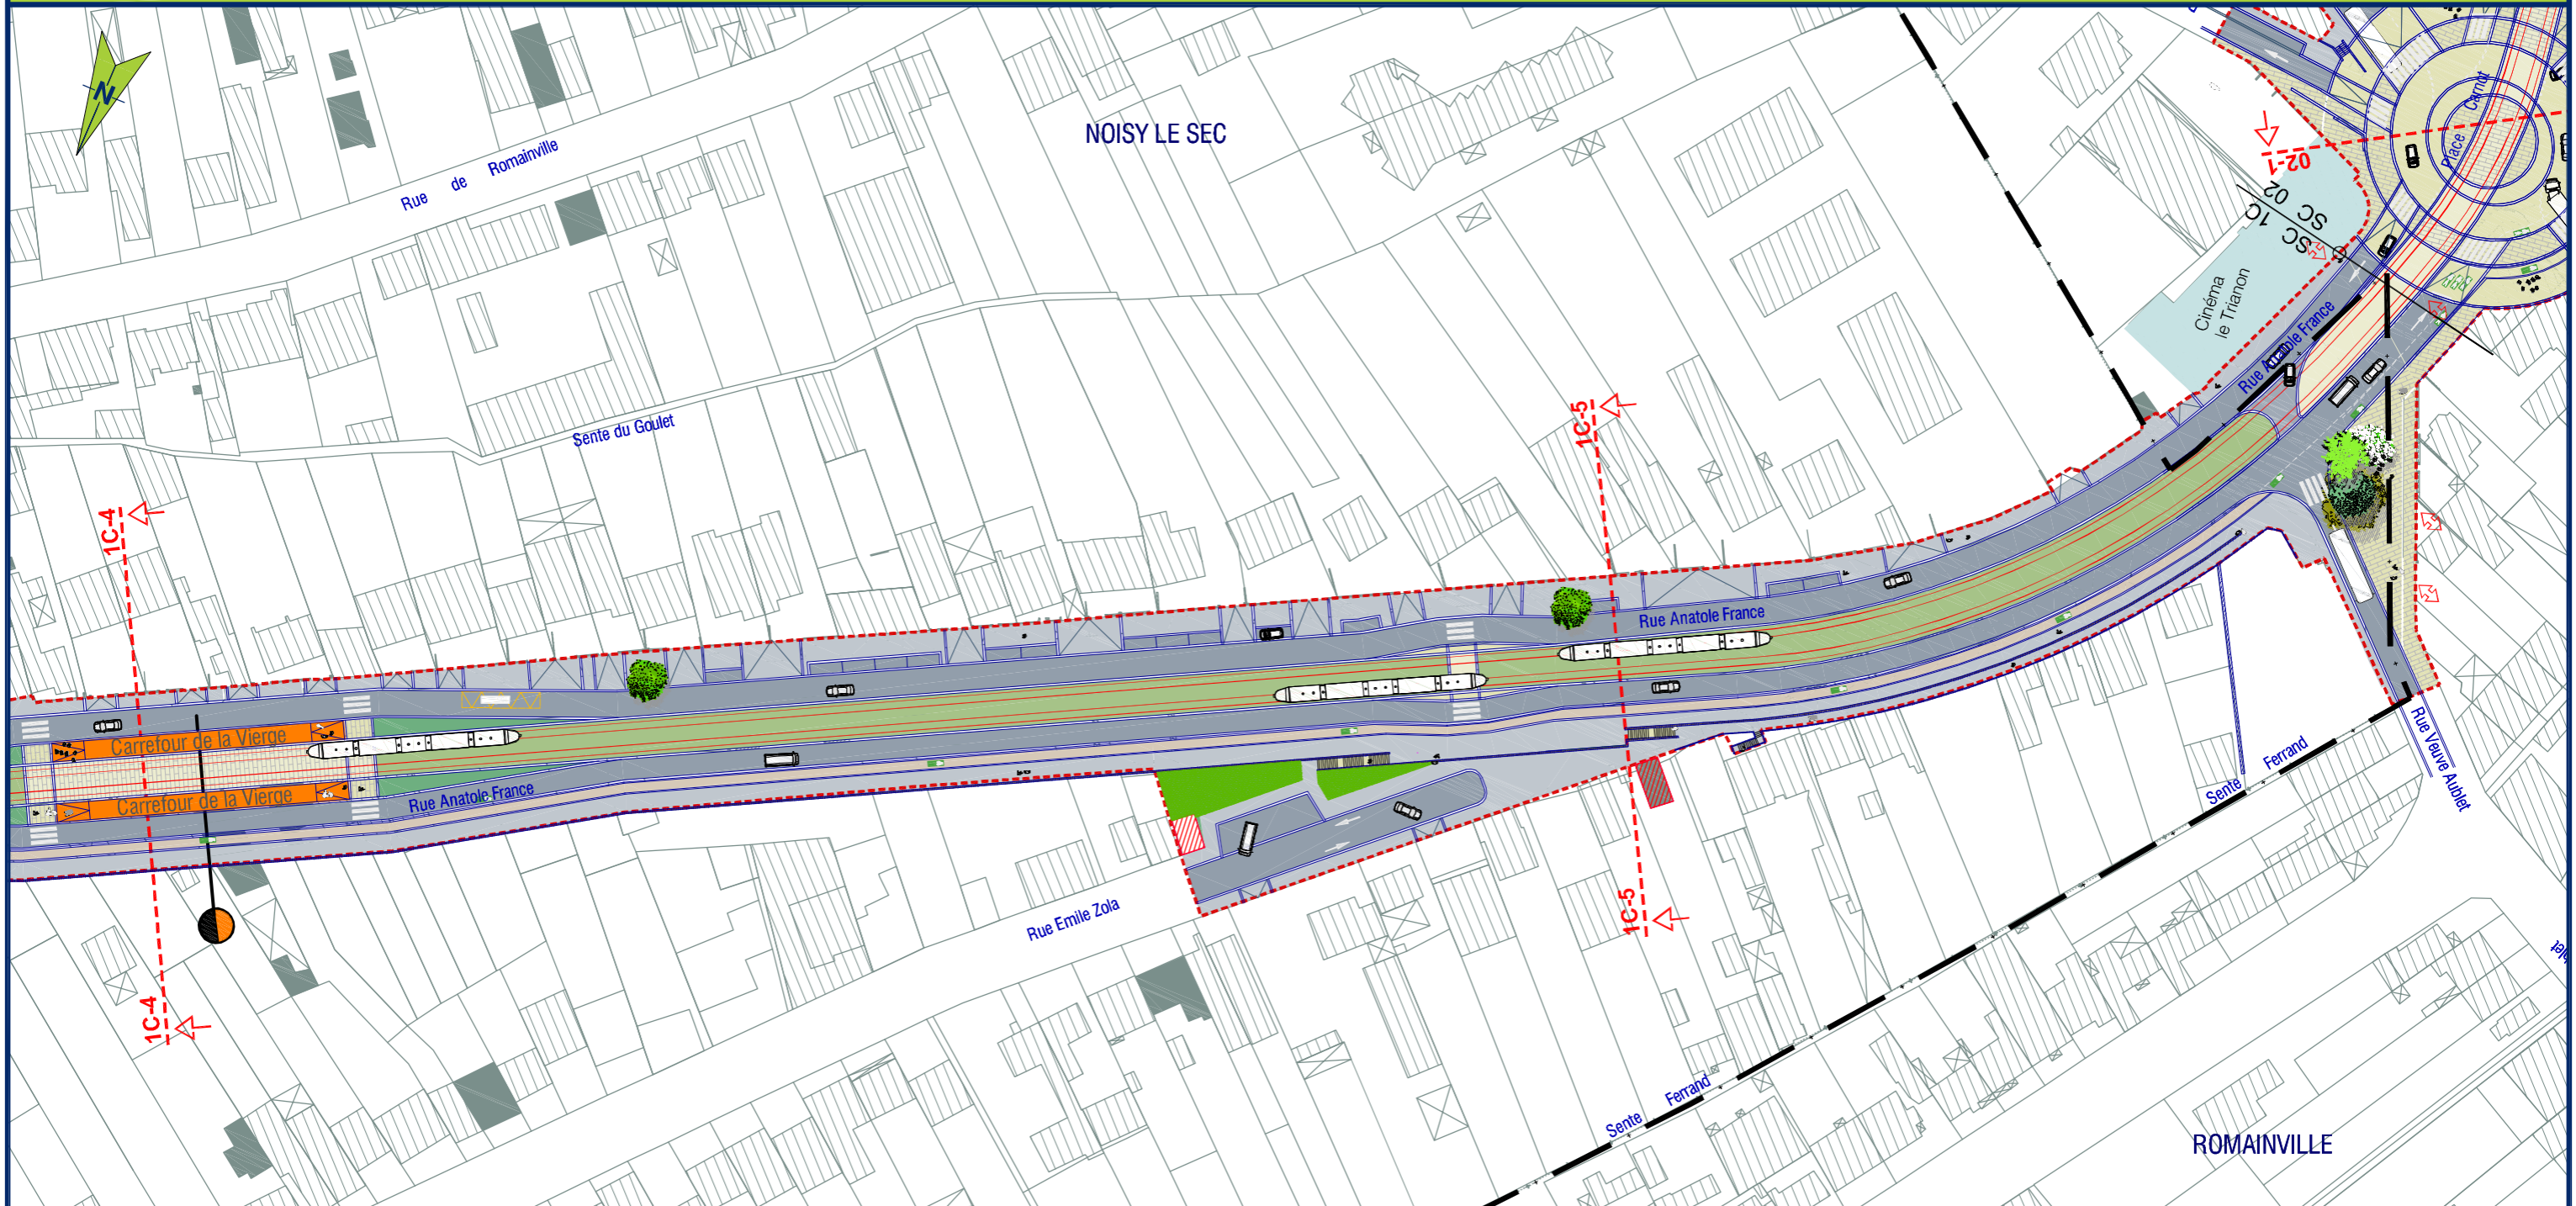 N
NOISY LE SEC
Rue de Romainville
Place Carnot
02-1
SC 02
SC 1C
Cinéma
le Trianon
Rue Anatole France
Sente du Goulet
1C-4
1C-5
Rue Anatole France
Carrefour de la Vierge
Carrefour de la Vierge
Rue Anatole France
Rue Veuve Aublet
Sente Ferrand
Rue Emile Zola
1C-5
1C-4
Sente Ferrand
ROMAINVILLE